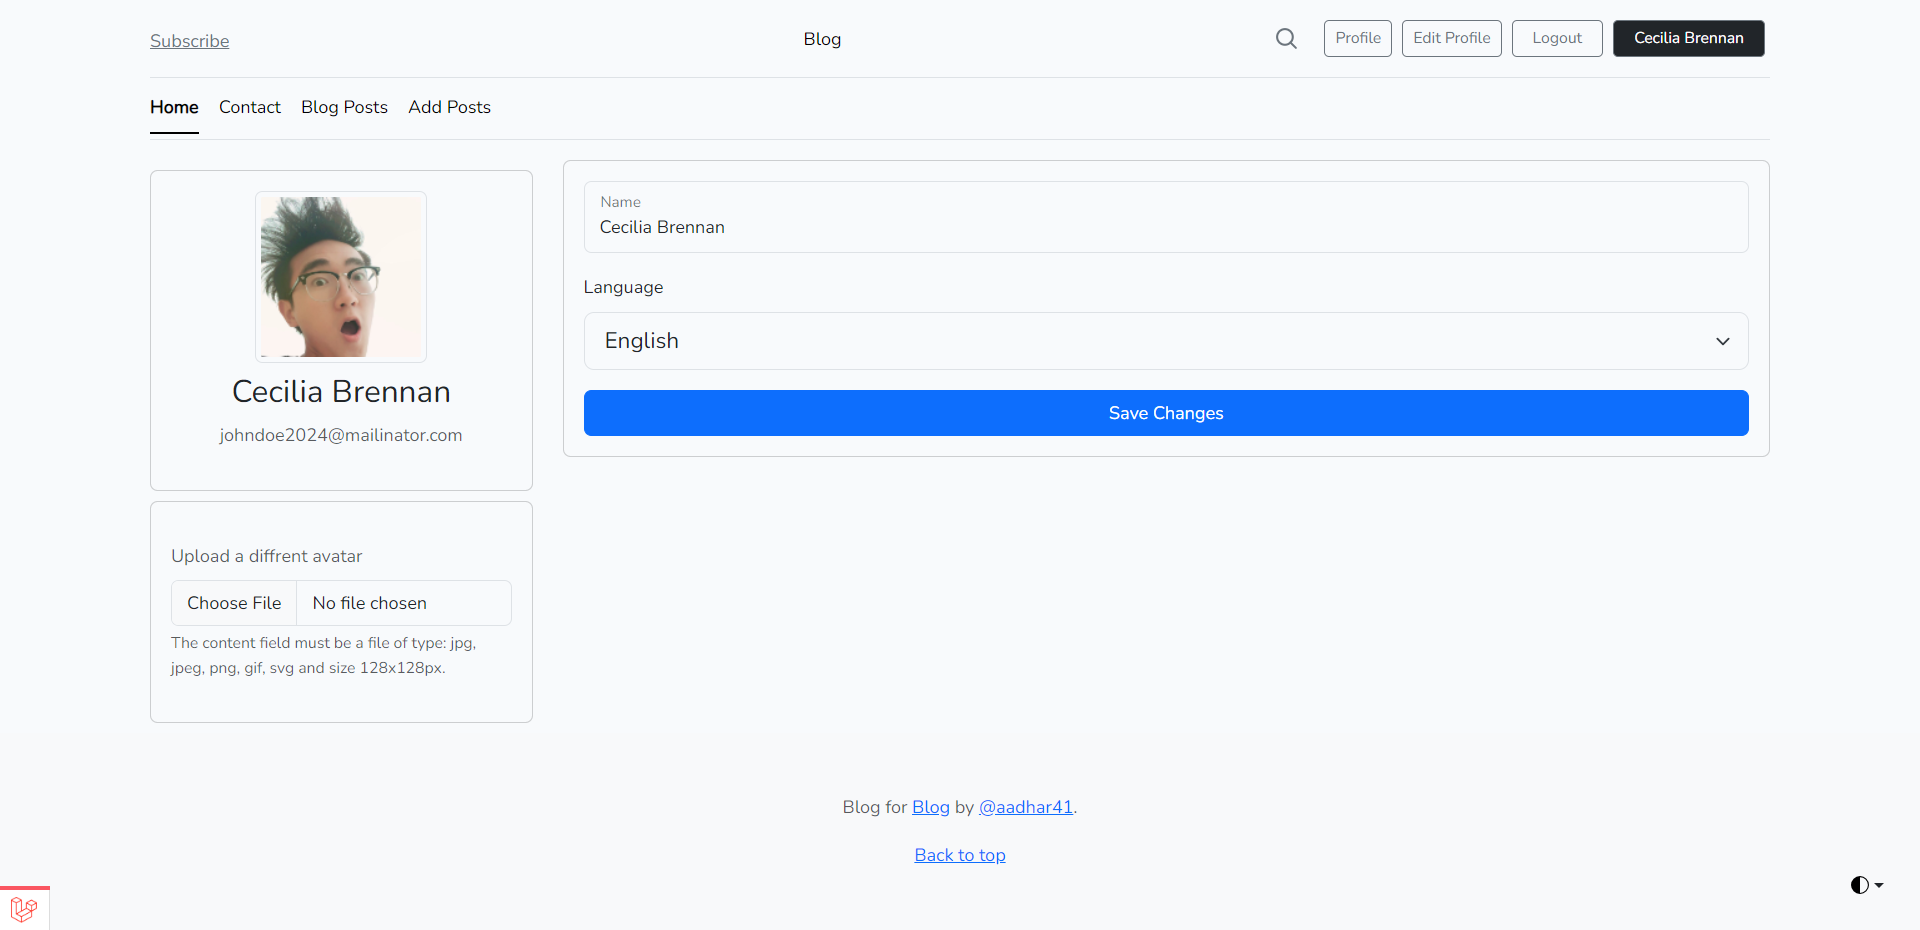 Subscribe
Blog
Profile
Edit Profile
Logout
Cecilia Brennan
Home
Contact
Blog Posts
Add Posts
Cecilia Brennan
johndoe2024@mailinator.com
Upload a diffrent avatar
Choose File
No file chosen
The content field must be a file of type: jpg,
jpeg, png, gif, svg and size 128x128px.
Name
Cecilia Brennan
Language
English
Save Changes
Blog for Blog by @aadhar41.
Back to top